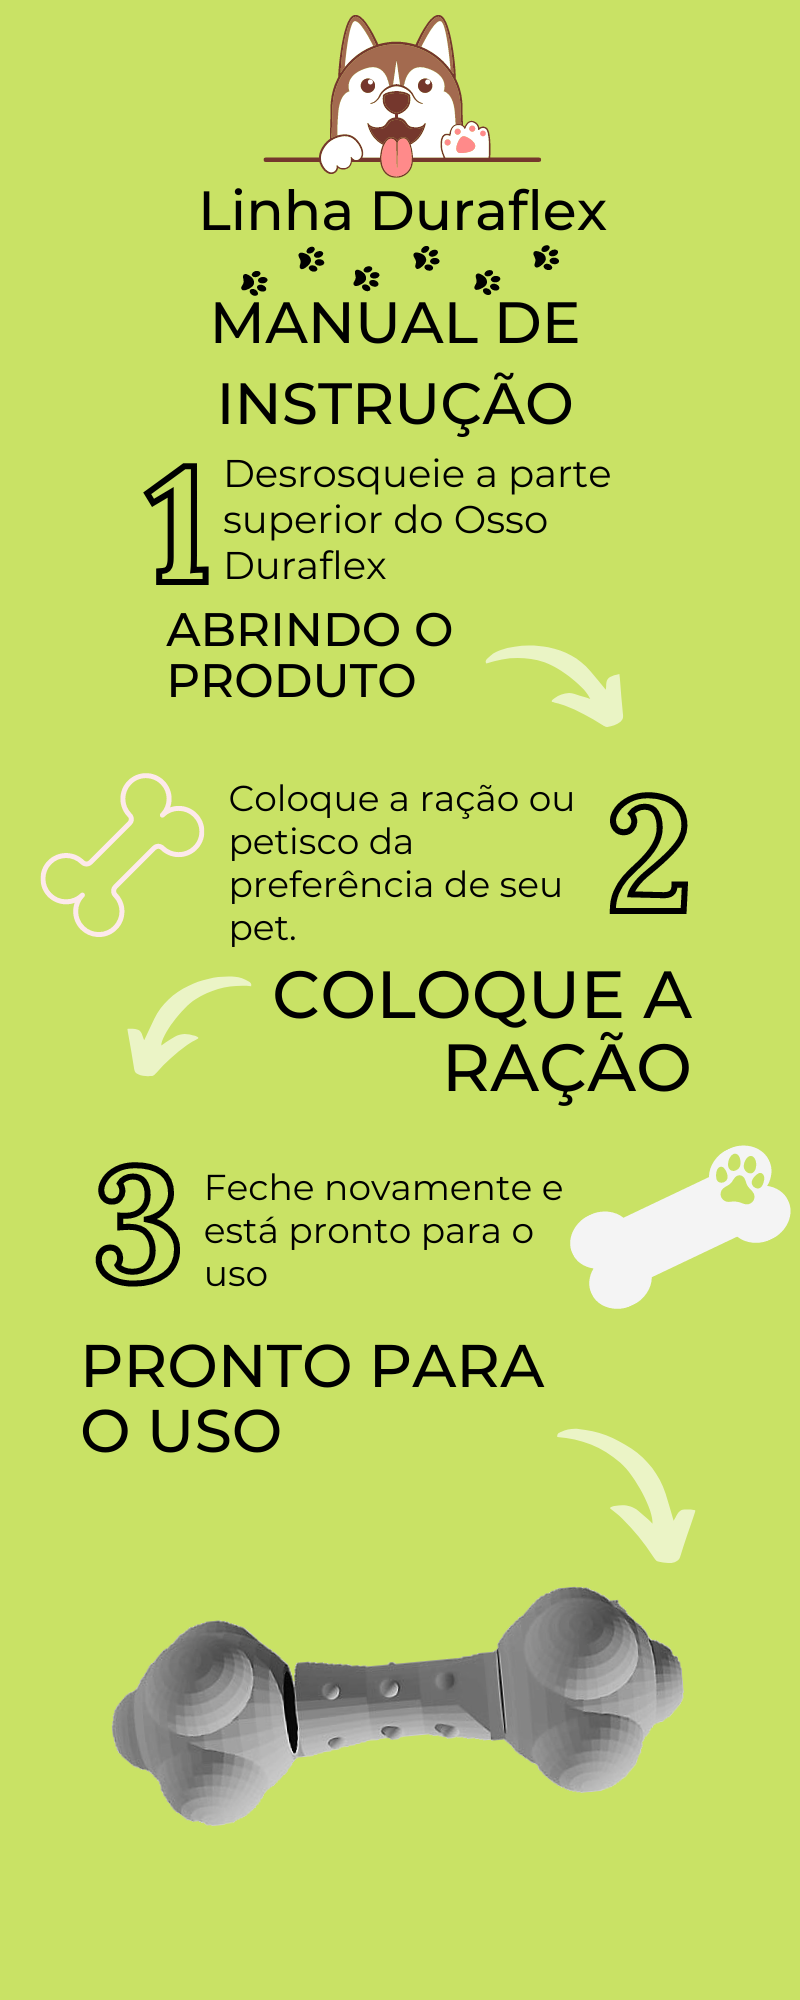 Linha Duraflex
MANUAL DE
INSTRUÇÃO
1
Desrosqueie a parte
superior do Osso
Duraflex
ABRINDO O
PRODUTO
Coloque a ração ou
petisco da
preferência de seu
pet.
2
COLOQUE A
RAÇÃO
3
Feche novamente e
está pronto para o
uso
PRONTO PARA
O USO